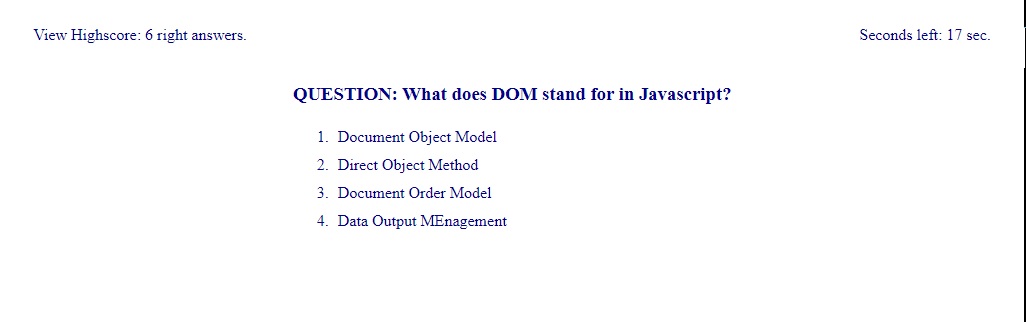 View Highscore: 6 right answers.
Seconds left: 17 sec.
QUESTION: What does DOM stand for in Javascript?
1. Document Object Model
2. Direct Object Method
3. Document Order Model
4. Data Output MEnagement